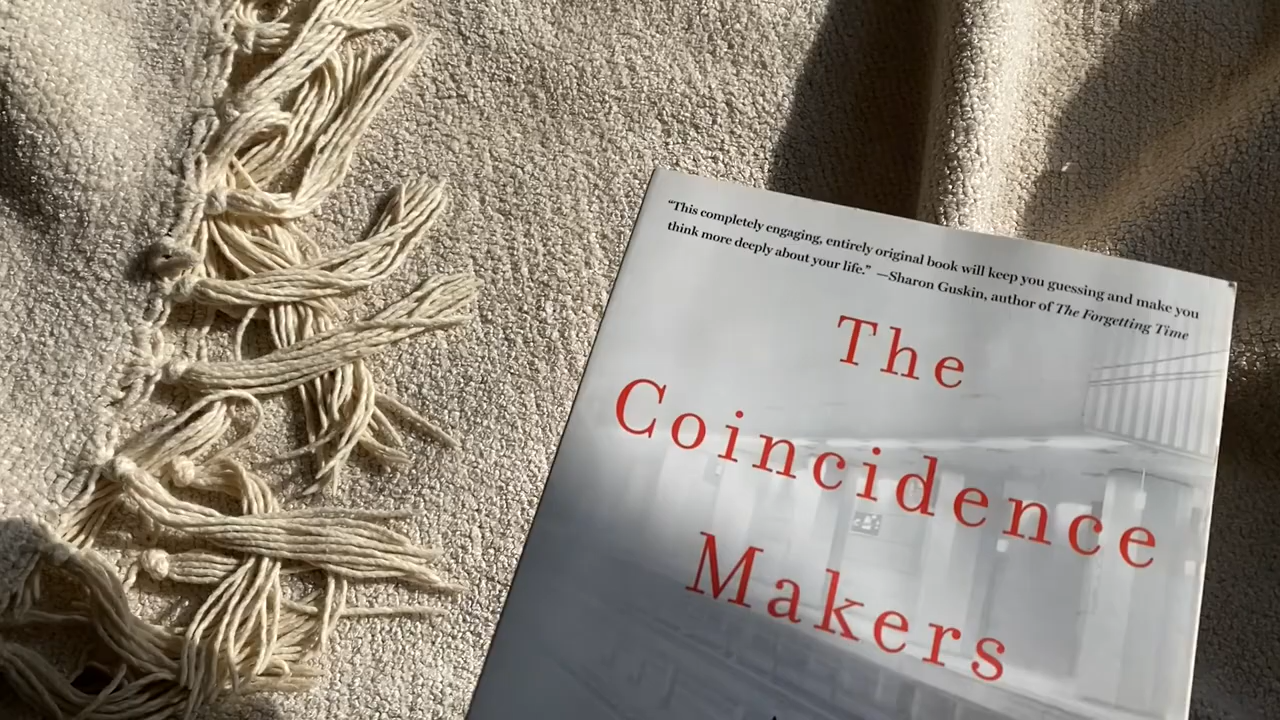 “This completely engaging, entirely original book will keep you guessing and make you
think more deeply about your life.” —Sharon Guskin, author of The Forgetting Time
The
Coincidence
Makers